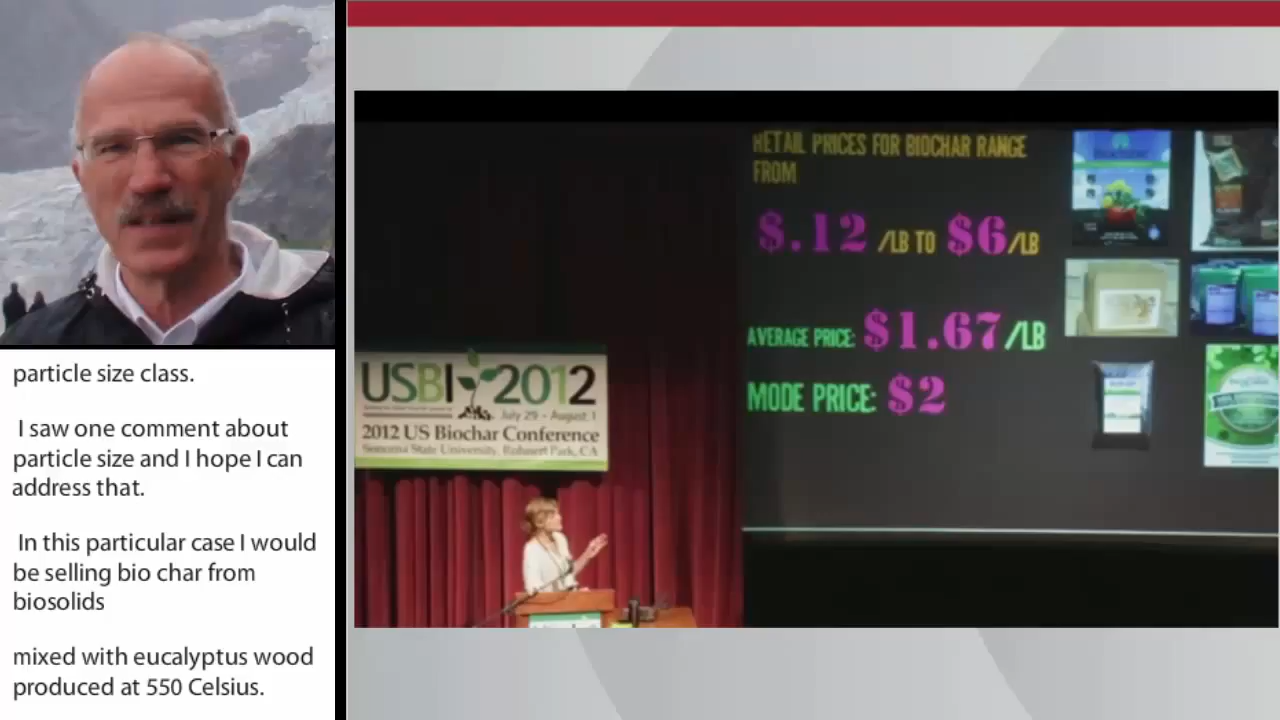 particle size class.
I saw one comment about
particle size and I hope I can
address that.
In this particular case I would
be selling bio char from
biosolids
mixed with eucalyptus wood
produced at 550 Celsius.
RETAIL PRICES FOR BIOCHAR RANGE
FROM
$.12 /LB TO $6/LB
AVERAGE PRICE: $1.67/LB
MODE PRICE: $2
USBI 2012
July 29 - August 1
2012 US Biochar Conference
Sonoma State University, Rohnert Park, CA